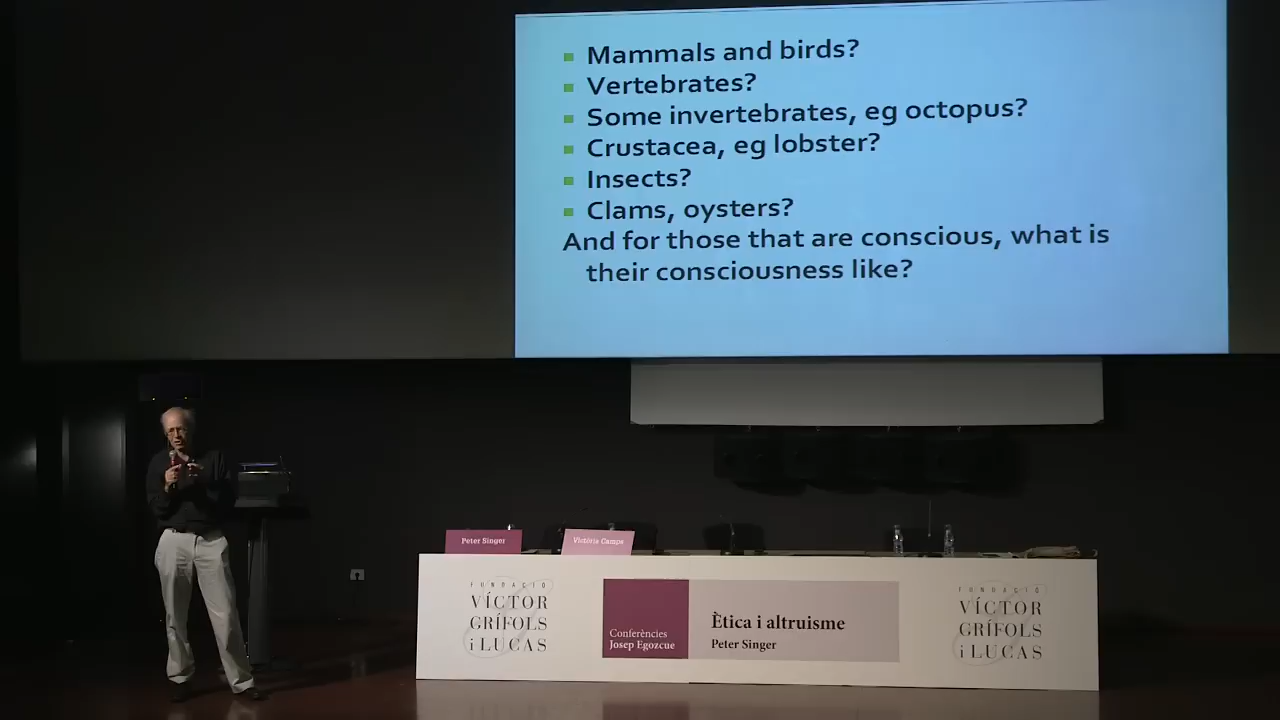 Mammals and birds?
Vertebrates?
Some invertebrates, eg octopus?
Crustacea, eg lobster?
Insects?
Clams, oysters?
And for those that are conscious, what is
their consciousness like?
Peter Singer
Victòria Camps
FUNDACIÓ
VÍCTOR
GRÍFOLS
i LUCAS
Conferències
Josep Egozcue
Ètica i altruisme
Peter Singer
FUNDACIÓ
VÍCTOR
GRÍFOLS
i LUCAS